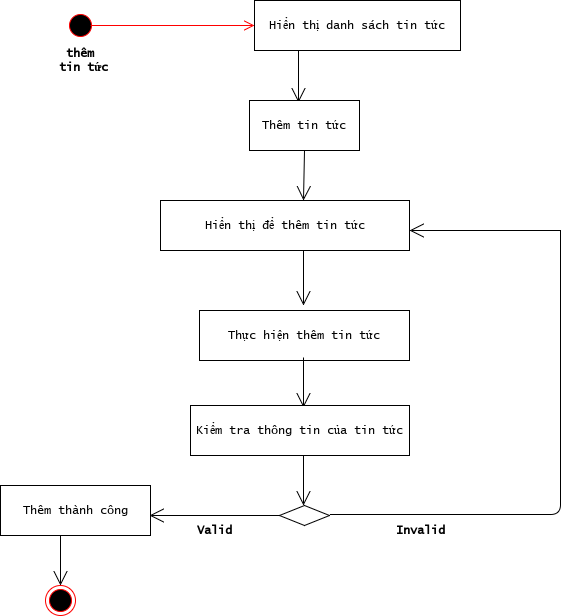 Hiển thị danh sách tin tức
thêm
tin tức
Thêm tin tức
Hiển thị để thêm tin tức
Thực hiện thêm tin tức
Kiểm tra thông tin của tin tức
Thêm thành công
Valid
Invalid